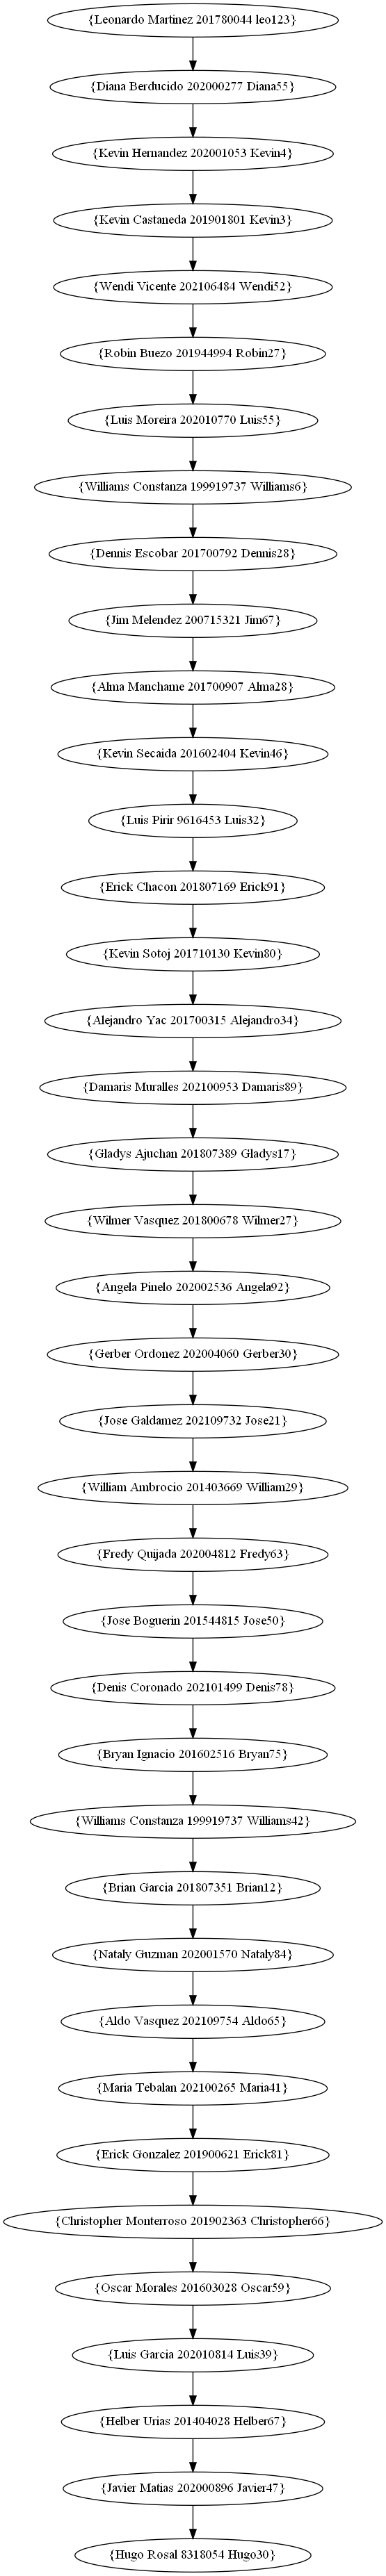 {Leonardo Martinez 201780044 leo123}
{Diana Berducido 202000277 Diana55}
{Kevin Hernandez 202001053 Kevin4}
{Kevin Castaneda 201901801 Kevin3}
{Wendi Vicente 202106484 Wendi52}
{Robin Buezo 201944994 Robin27}
{Luis Moreira 202010770 Luis55}
{Williams Constanza 199919737 Williams6}
{Dennis Escobar 201700792 Dennis28}
{Jim Melendez 200715321 Jim67}
{Alma Manchame 201700907 Alma28}
{Kevin Secaida 201602404 Kevin46}
{Luis Pirir 9616453 Luis32}
{Erick Chacon 201807169 Erick91}
{Kevin Sotoj 201710130 Kevin80}
{Alejandro Yac 201700315 Alejandro34}
{Damaris Muralles 202100953 Damaris89}
{Gladys Ajuchan 201807389 Gladys17}
{Wilmer Vasquez 201800678 Wilmer27}
{Angela Pinelo 202002536 Angela92}
{Gerber Ordonez 202004060 Gerber30}
{Jose Galdamez 202109732 Jose21}
{William Ambrocio 201403669 William29}
{Fredy Quijada 202004812 Fredy63}
{Jose Boguerin 201544815 Jose50}
{Denis Coronado 202101499 Denis78}
{Bryan Ignacio 201602516 Bryan75}
{Williams Constanza 199919737 Williams42}
{Brian Garcia 201807351 Brian12}
{Nataly Guzman 202001570 Nataly84}
{Aldo Vasquez 202109754 Aldo65}
{Maria Tebalan 202100265 Maria41}
{Erick Gonzalez 201900621 Erick81}
{Christopher Monterroso 201902363 Christopher66}
{Oscar Morales 201603028 Oscar59}
{Luis Garcia 202010814 Luis39}
{Helber Urias 201404028 Helber67}
{Javier Matias 202000896 Javier47}
{Hugo Rosal 8318054 Hugo30}